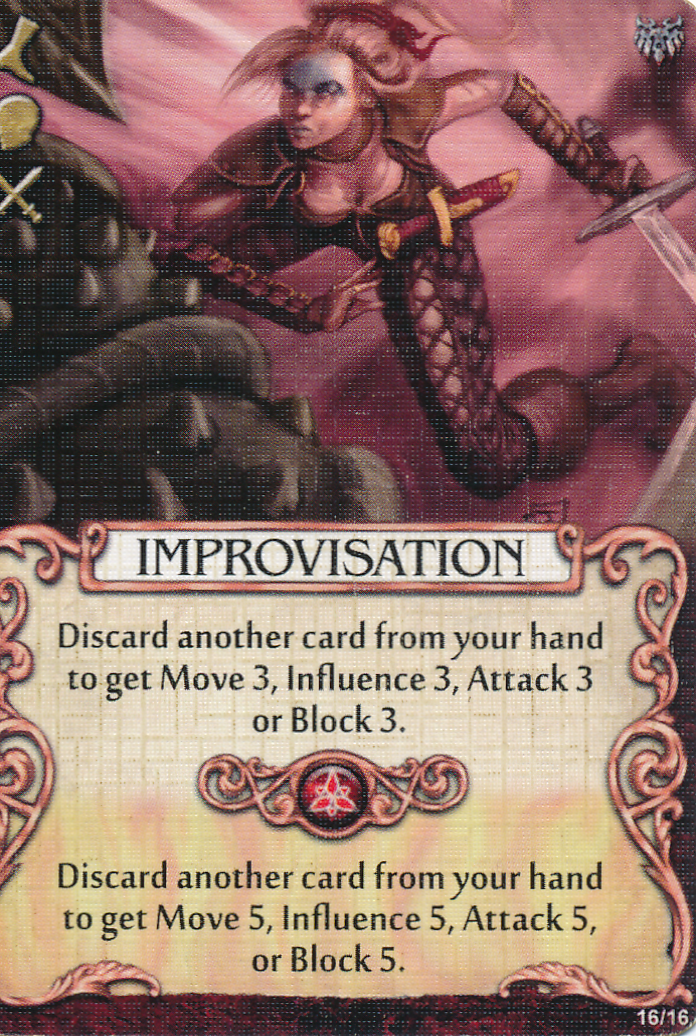 IMPROVISATION
Discard another card from your hand
to get Move 3, Influence 3, Attack 3
or Block 3.
Discard another card from your hand
to get Move 5, Influence 5, Attack 5,
or Block 5.
16/16